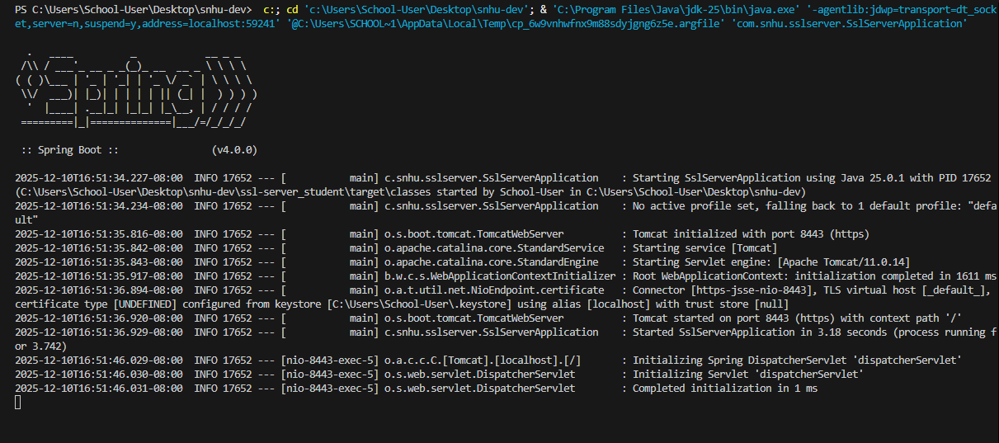 PS C:\Users\School-User\Desktop\snhu-dev>  c:; cd 'c:\Users\School-User\Desktop\snhu-dev'; & 'C:\Program Files\Java\jdk-25\bin\java.exe' '-agentlib:jdwp=transport=dt_sock
et,server=n,suspend=y,address=localhost:59241' '@C:\Users\SCHOOL~1\AppData\Local\Temp\cp_6w9vnhwfnx9m88sdyjgng6z5e.argfile' 'com.snhu.sslserver.SslServerApplication'
  .   ____          _            __ _ _
 /\\ / ___'_ __ _ _(_)_ __  __ _ \ \ \ \
( ( )\___ | '_ | '_| | '_ \/ _` | \ \ \ \
 \\/  ___)| |_)| | | | | || (_| |  ) ) ) )
  '  |____| .__|_| |_|_| |_\__, | / / / /
 =========|_|==============|___/=/_/_/_/
 :: Spring Boot ::                (v4.0.0)
2025-12-10T16:51:34.227-08:00  INFO 17652 --- [           main] c.snhu.sslserver.SslServerApplication    : Starting SslServerApplication using Java 25.0.1 with PID 17652
(C:\Users\School-User\Desktop\snhu-dev\ssl-server_student\target\classes started by School-User in C:\Users\School-User\Desktop\snhu-dev)
2025-12-10T16:51:34.234-08:00  INFO 17652 --- [           main] c.snhu.sslserver.SslServerApplication    : No active profile set, falling back to 1 default profile: "defa
ult"
2025-12-10T16:51:35.816-08:00  INFO 17652 --- [           main] o.s.boot.tomcat.TomcatWebServer          : Tomcat initialized with port 8443 (https)
2025-12-10T16:51:35.842-08:00  INFO 17652 --- [           main] o.apache.catalina.core.StandardService   : Starting service [Tomcat]
2025-12-10T16:51:35.843-08:00  INFO 17652 --- [           main] o.apache.catalina.core.StandardEngine    : Starting Servlet engine: [Apache Tomcat/11.0.14]
2025-12-10T16:51:35.917-08:00  INFO 17652 --- [           main] b.w.c.s.WebApplicationContextInitializer : Root WebApplicationContext: initialization completed in 1611 ms
2025-12-10T16:51:36.894-08:00  INFO 17652 --- [           main] o.a.t.util.net.NioEndpoint.certificate   : Connector [https-jsse-nio-8443], TLS virtual host [_default_],
certificate type [UNDEFINED] configured from keystore [C:\Users\School-User\.keystore] using alias [localhost] with trust store [null]
2025-12-10T16:51:36.920-08:00  INFO 17652 --- [           main] o.s.boot.tomcat.TomcatWebServer          : Tomcat started on port 8443 (https) with context path '/'
2025-12-10T16:51:36.929-08:00  INFO 17652 --- [           main] c.snhu.sslserver.SslServerApplication    : Started SslServerApplication in 3.18 seconds (process running f
or 3.742)
2025-12-10T16:51:46.029-08:00  INFO 17652 --- [nio-8443-exec-5] o.a.c.c.C.[Tomcat].[localhost].[/]       : Initializing Spring DispatcherServlet 'dispatcherServlet'
2025-12-10T16:51:46.030-08:00  INFO 17652 --- [nio-8443-exec-5] o.s.web.servlet.DispatcherServlet        : Initializing Servlet 'dispatcherServlet'
2025-12-10T16:51:46.031-08:00  INFO 17652 --- [nio-8443-exec-5] o.s.web.servlet.DispatcherServlet        : Completed initialization in 1 ms